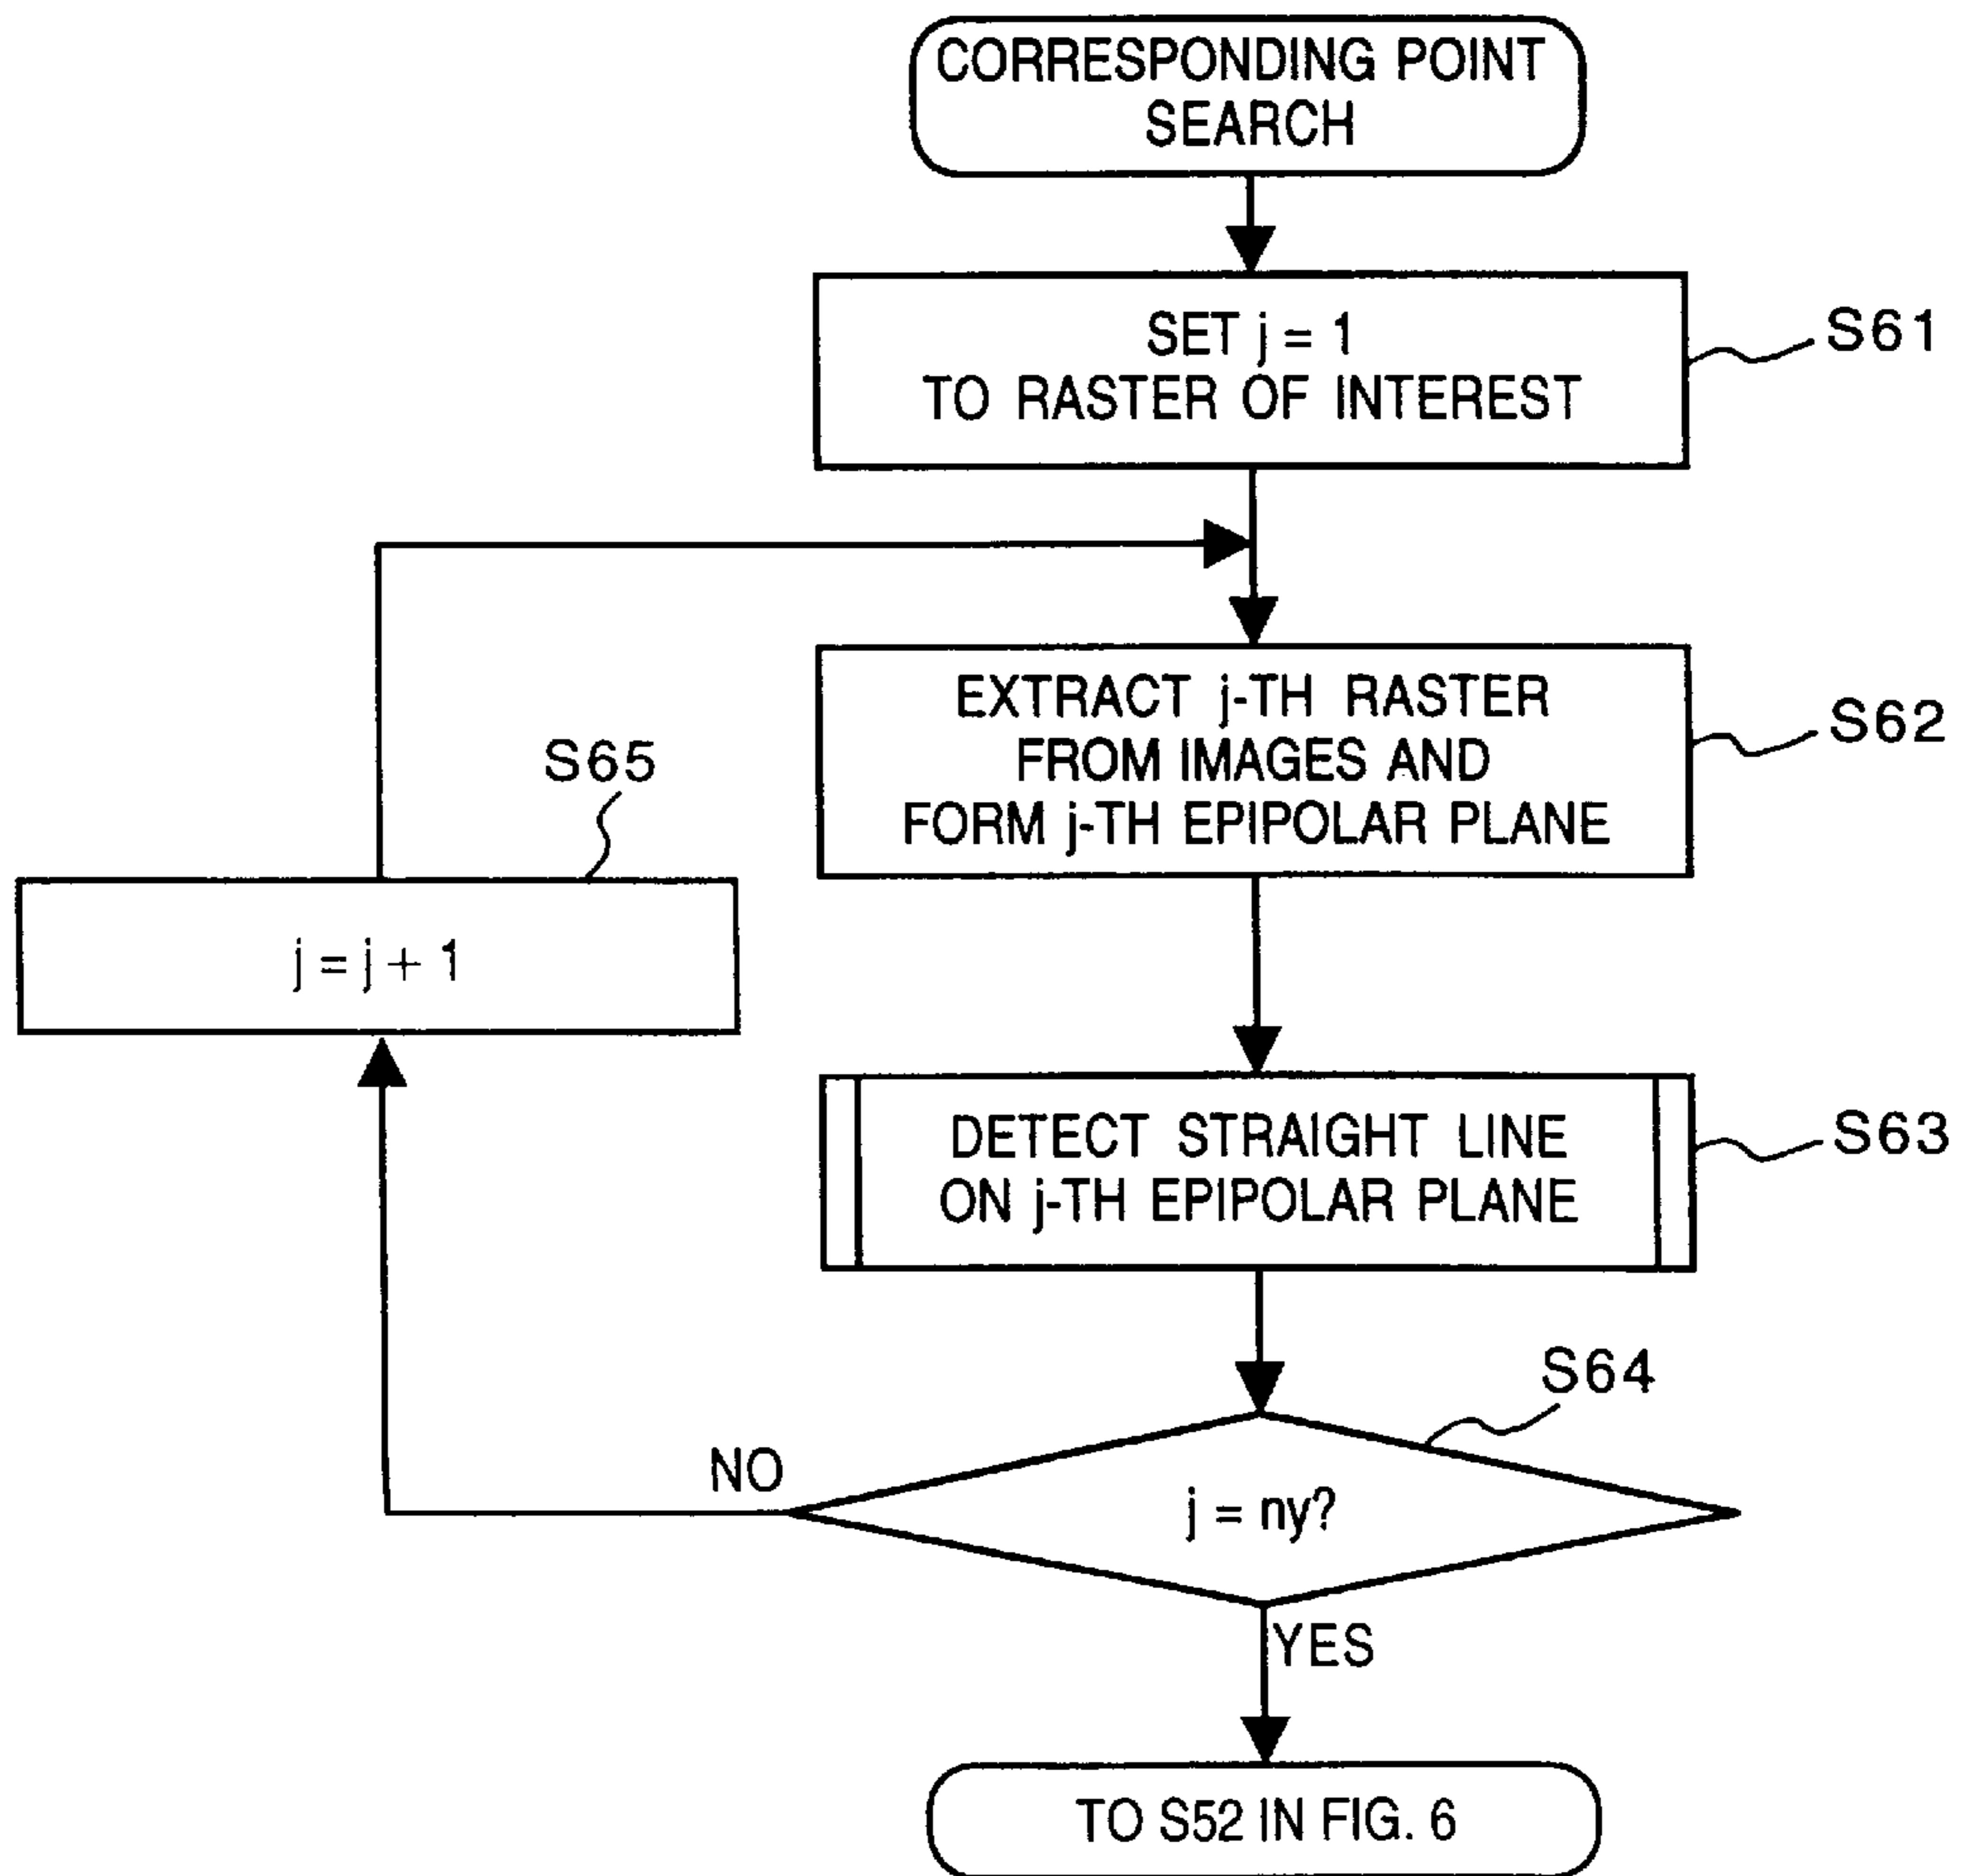 CORRESPONDING POINT
SEARCH
SET j = 1
TO RASTER OF INTEREST
S61
EXTRACT j-TH RASTER
FROM IMAGES AND
FORM j-TH EPIPOLAR PLANE
S62
S65
j = j + 1
DETECT STRAIGHT LINE
ON j-TH EPIPOLAR PLANE
S63
S64
NO
j = ny?
YES
TO S52 IN FIG. 6